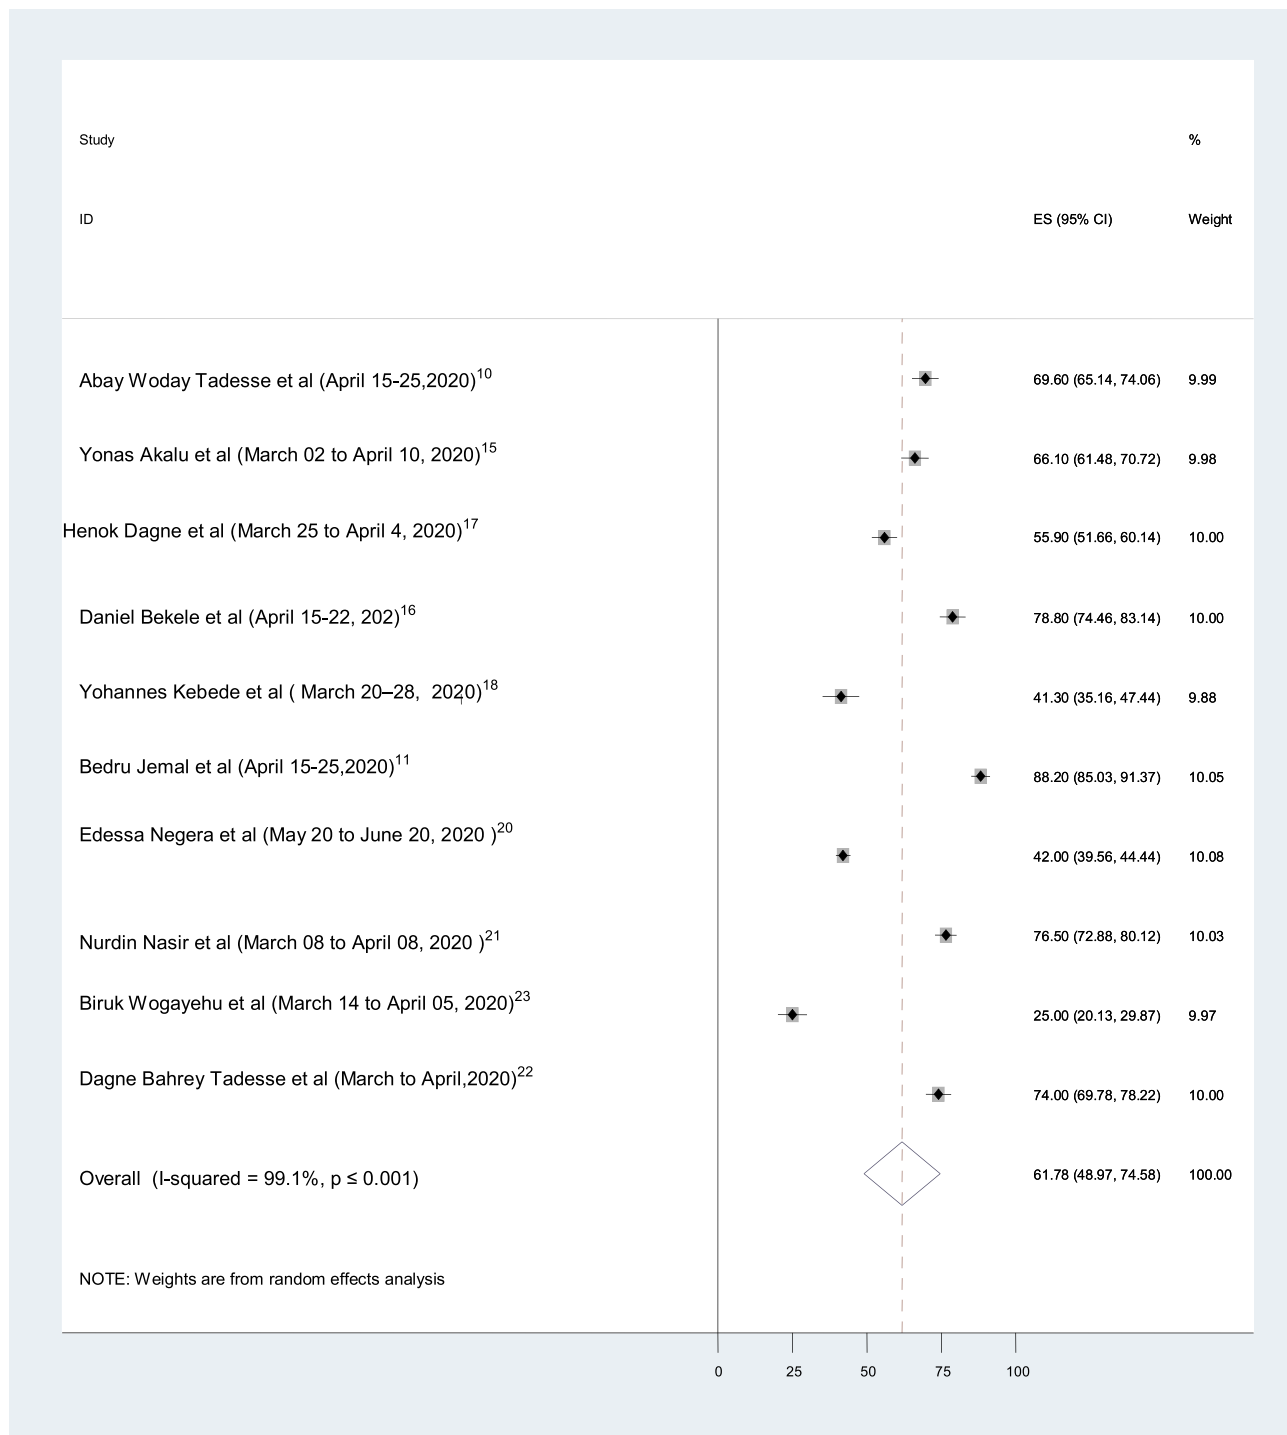 Study %
ID ES (95% CI) Weight
Abay Woday Tadesse et al (April 15-25,2020)10 69.60 (65.14, 74.06) 9.99
Yonas Akalu et al (March 02 to April 10, 2020)15 66.10 (61.48, 70.72) 9.98
Henok Dagne et al (March 25 to April 4, 2020)17 55.90 (51.66, 60.14) 10.00
Daniel Bekele et al (April 15-22, 202)16 78.80 (74.46, 83.14) 10.00
Yohannes Kebede et al ( March 20–28, 2020)18 41.30 (35.16, 47.44) 9.88
Bedru Jemal et al (April 15-25,2020)11 88.20 (85.03, 91.37) 10.05
Edessa Negera et al (May 20 to June 20, 2020 )20 42.00 (39.56, 44.44) 10.08
Nurdin Nasir et al (March 08 to April 08, 2020 )21 76.50 (72.88, 80.12) 10.03
Biruk Wogayehu et al (March 14 to April 05, 2020)23 25.00 (20.13, 29.87) 9.97
Dagne Bahrey Tadesse et al (March to April,2020)22 74.00 (69.78, 78.22) 10.00
Overall (I-squared = 99.1%, p ≤ 0.001) 61.78 (48.97, 74.58) 100.00
NOTE: Weights are from random effects analysis
0 25 50 75 100